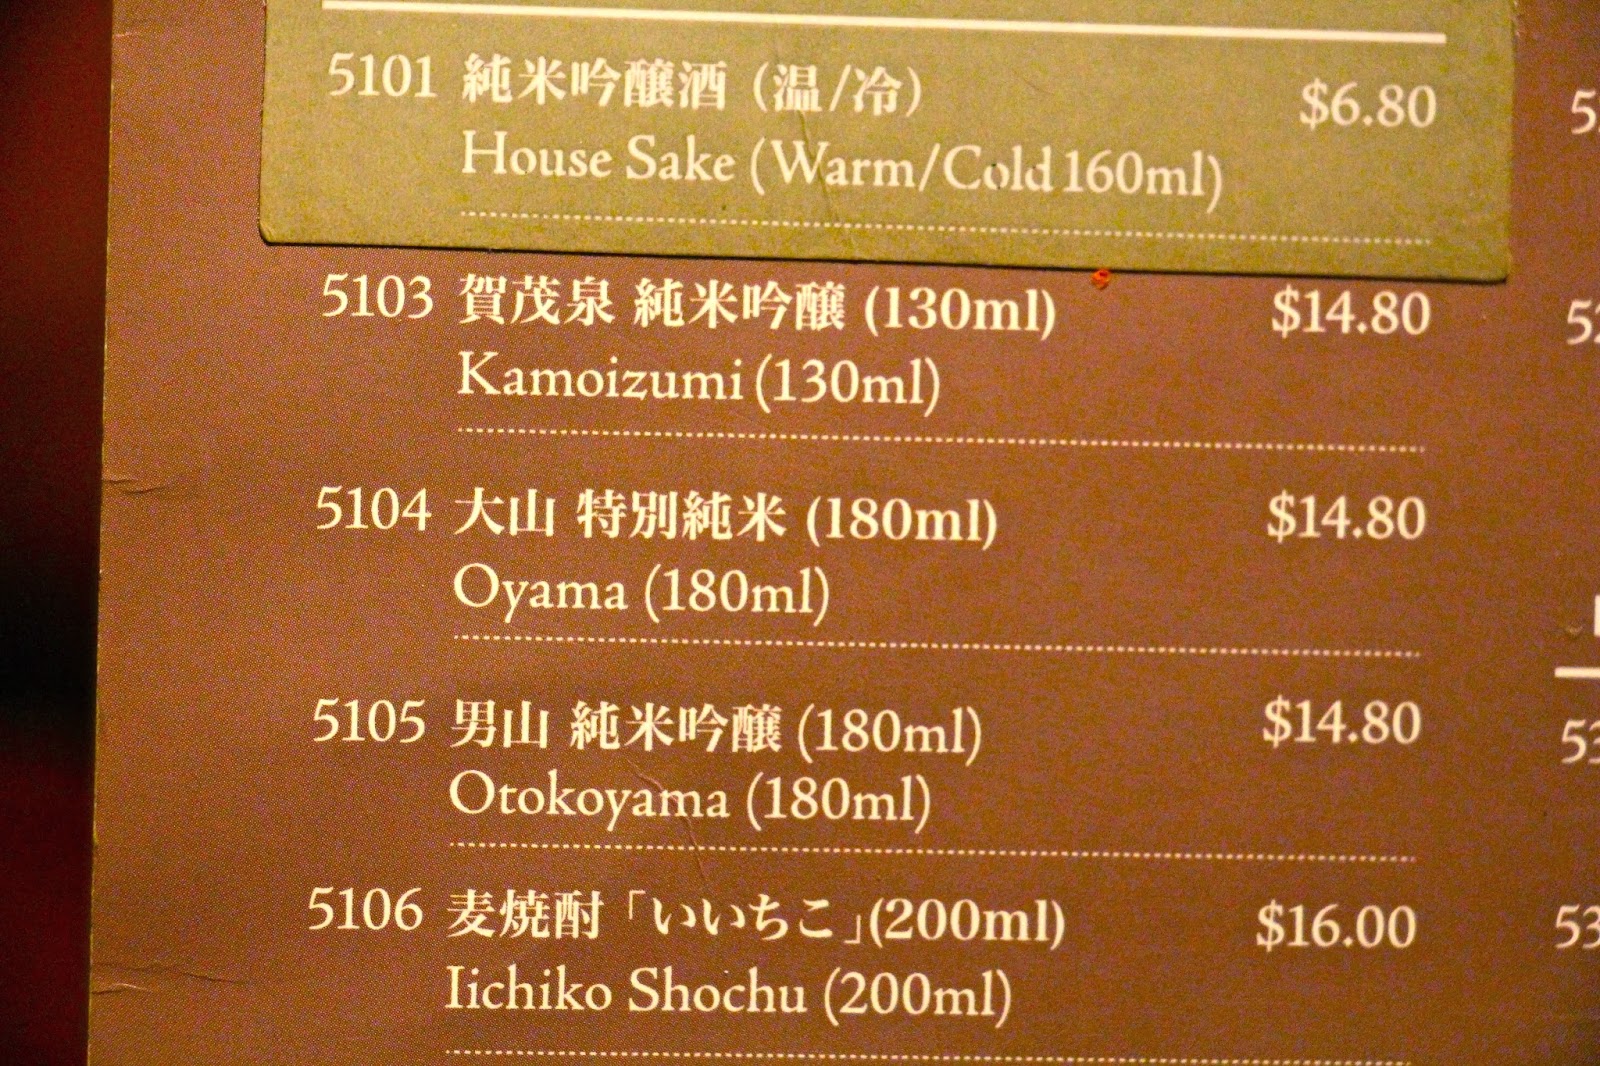 5101 純米吟醸酒（温/冷） $6.80
House Sake (Warm/Cold 160ml)
5103 賀茂泉 純米吟醸 (130ml) $14.80
Kamoizumi (130ml)
5104 大山 特別純米 (180ml) $14.80
Oyama (180ml)
5105 男山 純米吟醸 (180ml) $14.80
Otokoyama (180ml)
5106 麦焼酎「いいちこ」(200ml) $16.00
Iichiko Shochu (200ml)